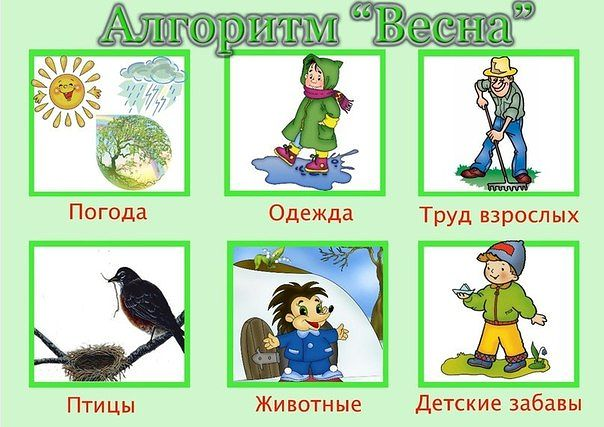 Алгоритм “Весна”
Погода
Одежда
Труд взрослых
Птицы
Животные
Детские забавы